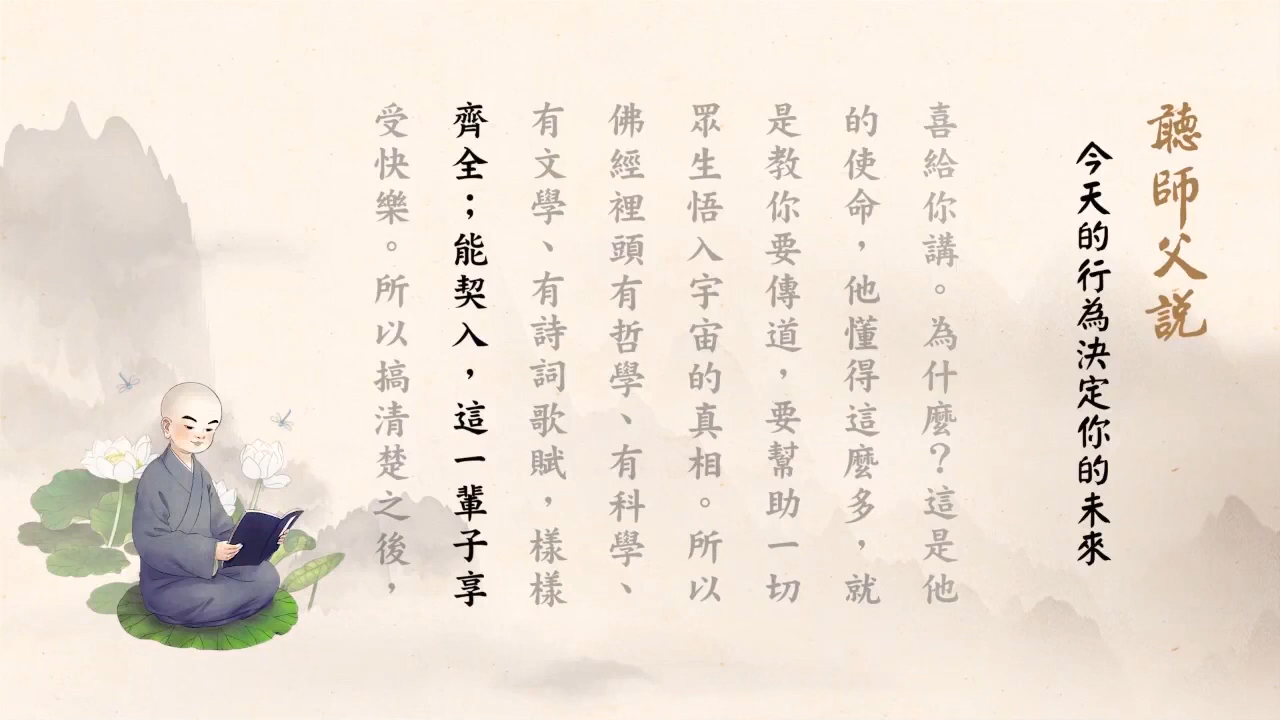 聽師父說
今天的行為決定你的未來
喜給你講。為什麼？這是他
的使命，他懂得這麼多，就
是教你要傳道，要幫助一切
眾生悟入宇宙的真相。所以
佛經裡頭有哲學、有科學、
有文學、有詩詞歌賦，樣樣
齊全；能契入，這一輩子享
受快樂。所以搞清楚之後，